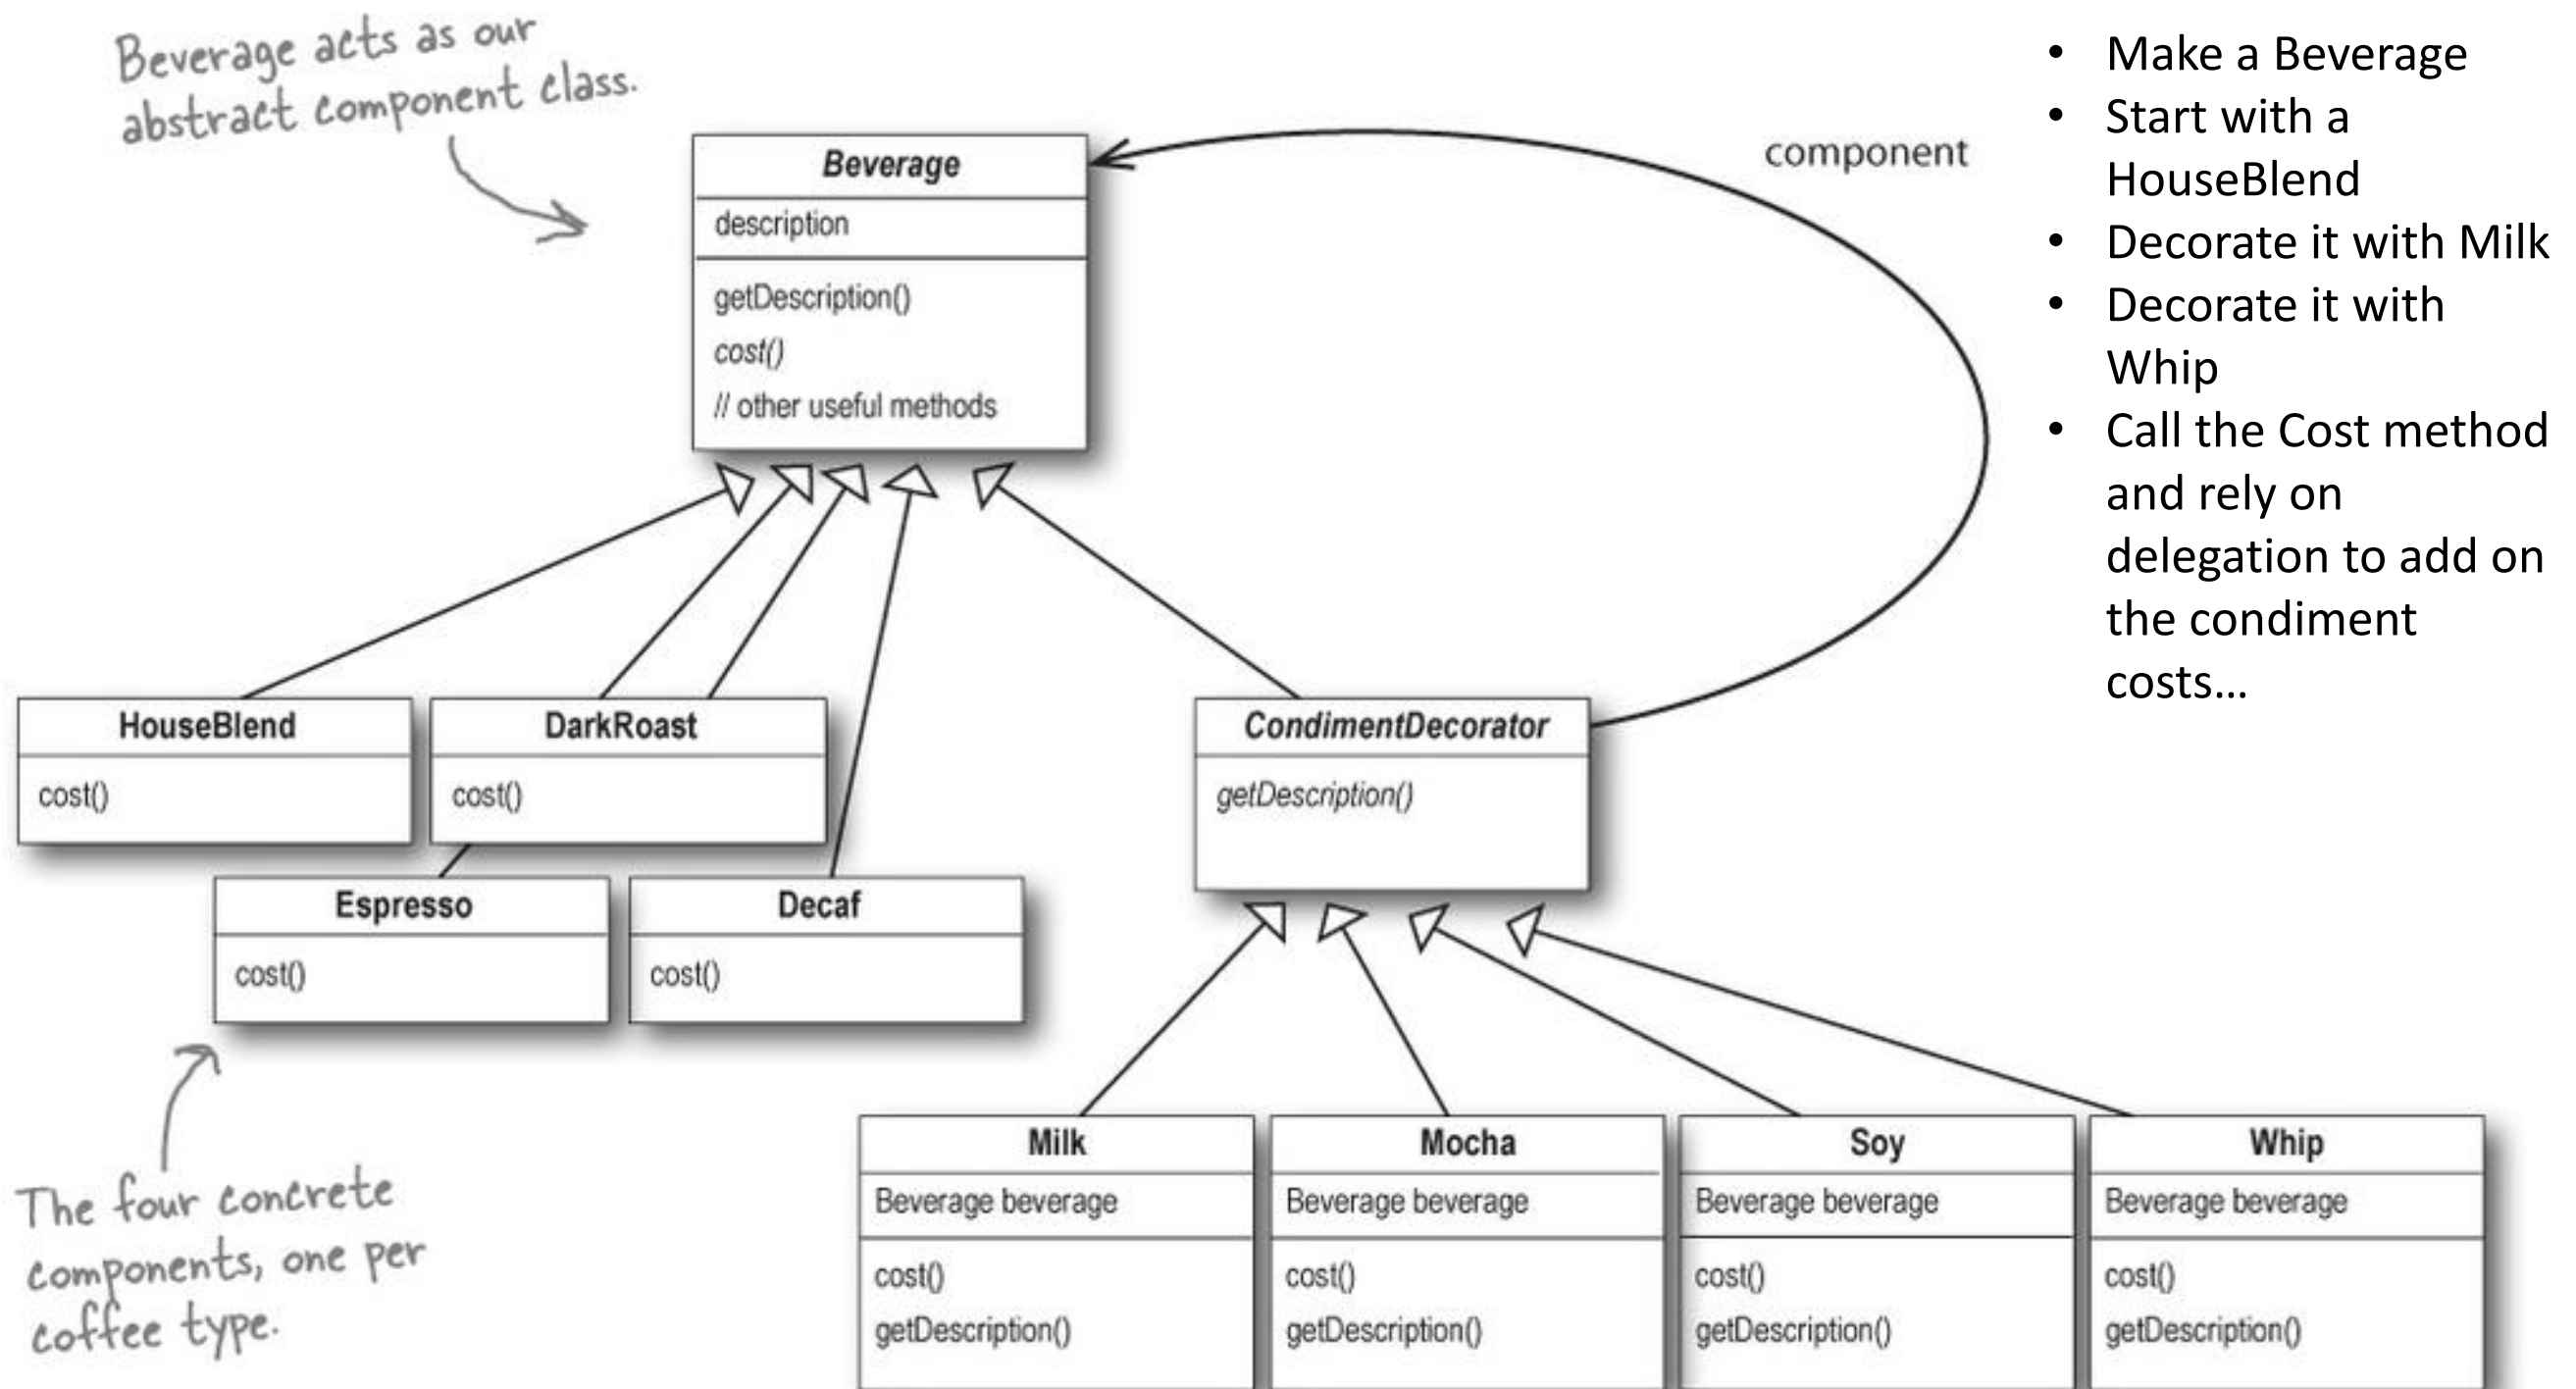 Beverage acts as our
abstract component class.
Beverage
description
getDescription()
cost()
// other useful methods
component
• Make a Beverage
• Start with a
HouseBlend
• Decorate it with Milk
• Decorate it with
Whip
• Call the Cost method
and rely on
delegation to add on
the condiment
costs…
HouseBlend
cost()
DarkRoast
cost()
CondimentDecorator
getDescription()
Espresso
cost()
Decaf
cost()
The four concrete
components, one per
coffee type.
Milk
Beverage beverage
cost()
getDescription()
Mocha
Beverage beverage
cost()
getDescription()
Soy
Beverage beverage
cost()
getDescription()
Whip
Beverage beverage
cost()
getDescription()